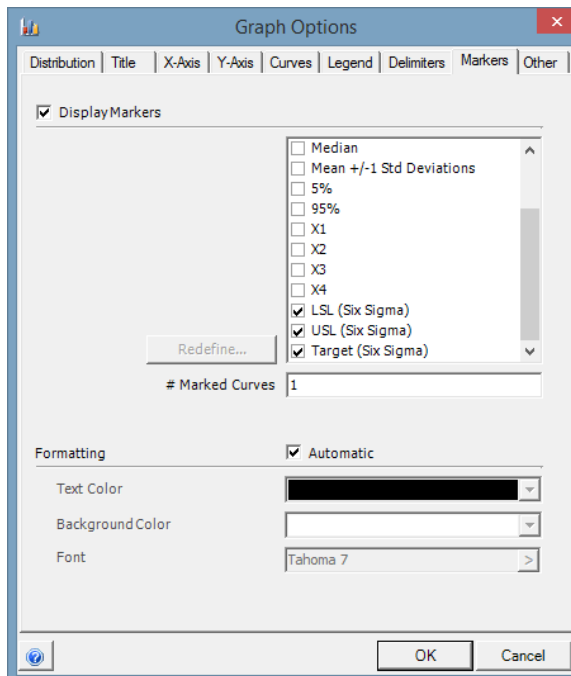 Graph Options
Distribution Title X-Axis Y-Axis Curves Legend Delimiters Markers Other
Display Markers
Median
Mean +/-1 Std Deviations
5%
95%
X1
X2
X3
X4
LSL (Six Sigma)
USL (Six Sigma)
Redefine... Target (Six Sigma)
# Marked Curves 1
Formatting Automatic
Text Color
Background Color
Font Tahoma 7 >
? OK Cancel